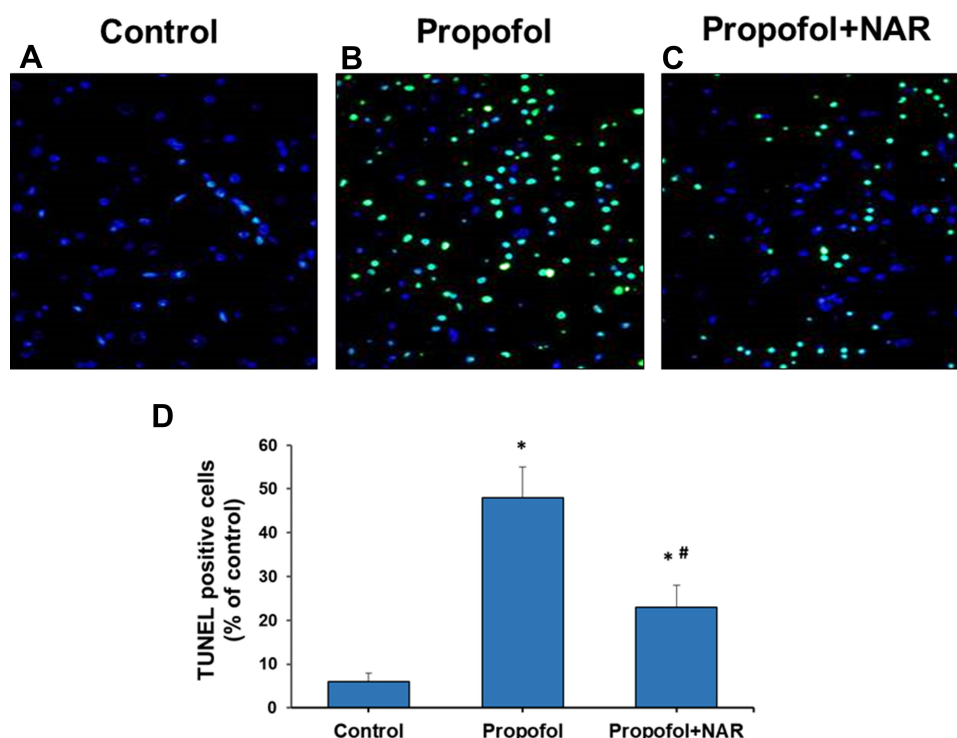 Control
Propofol
Propofol+NAR
A
B
C
D
TUNEL positive cells
(% of control)
60
50
40
30
20
10
0
*
* #
Control
Propofol
Propofol+NAR